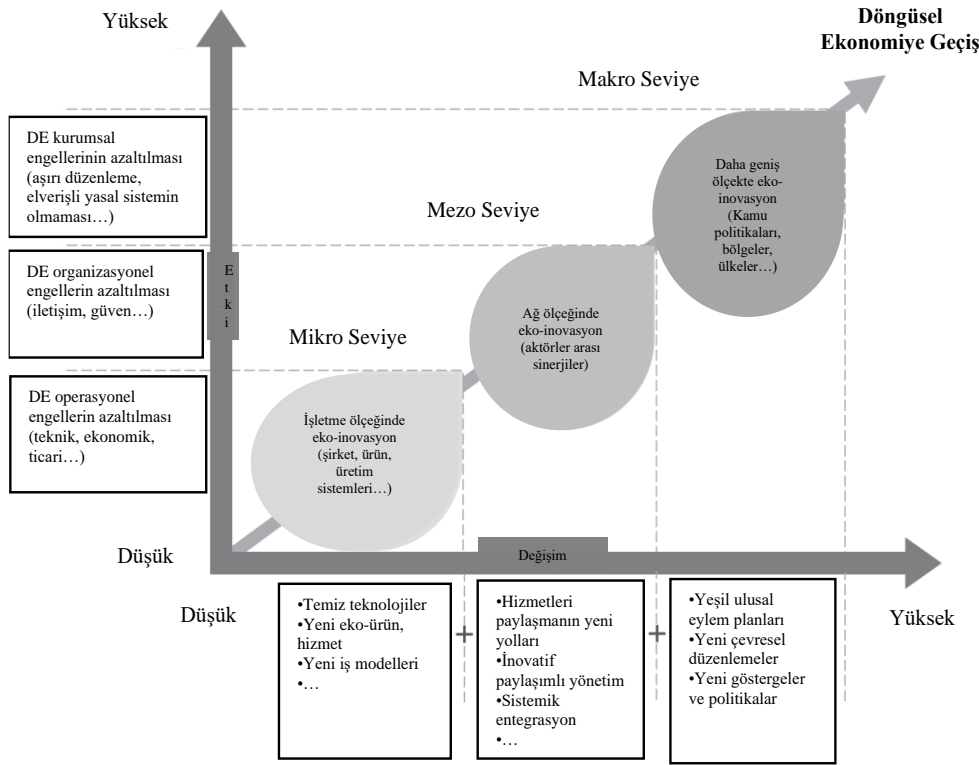 Yüksek
Döngüsel
Ekonomiye Geçiş
Makro Seviye
DE kurumsal
engellerinin azaltılması
(aşırı düzenleme,
elverişli yasal sistemin
olmaması…)
Daha geniş
ölçekte eko-
inovasyon
(Kamu
politikaları,
bölgeler,
ülkeler…)
Mezo Seviye
DE organizasyonel
engellerin azaltılması
(iletişim, güven…)
E
t
k
i
Ağ ölçeğinde
eko-inovasyon
(aktörler arası
sinerjiler)
Mikro Seviye
DE operasyonel
engellerin azaltılması
(teknik, ekonomik,
ticari…)
İşletme ölçeğinde
eko-inovasyon
(şirket, ürün,
üretim
sistemleri…)
Düşük
Değişim
Düşük
Yüksek
•Temiz teknolojiler
•Yeni eko-ürün,
hizmet
•Yeni iş modelleri
•…
+
•Hizmetleri
paylaşmanın yeni
yolları
•İnovatif
paylaşımlı yönetim
•Sistemik
entegrasyon
•…
+
•Yeşil ulusal
eylem planları
•Yeni çevresel
düzenlemeler
•Yeni göstergeler
ve politikalar